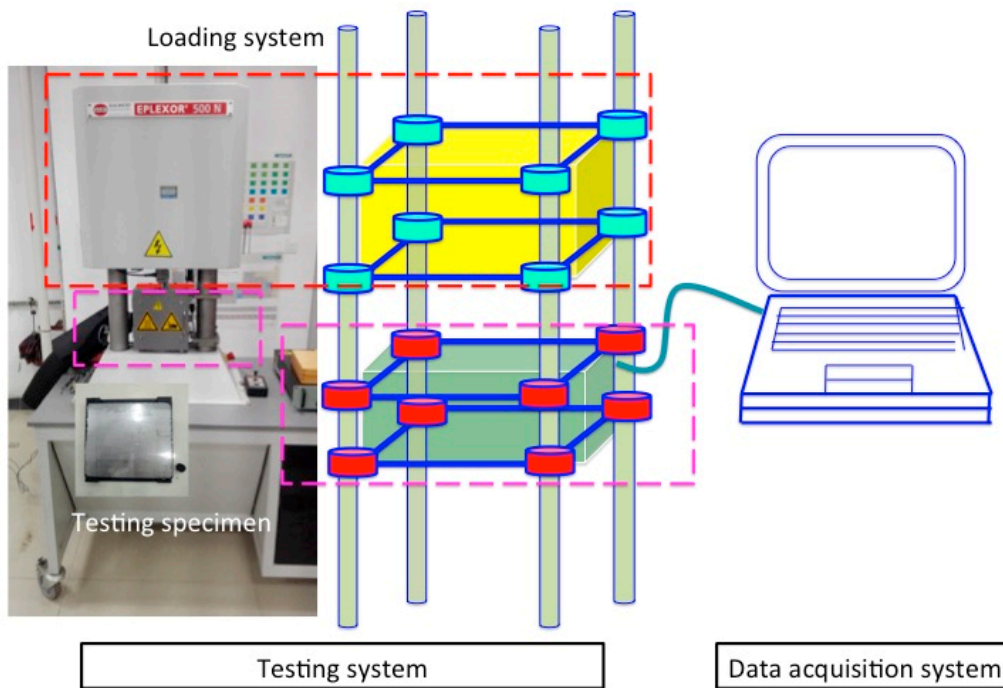 Loading system
EPLEXOR® 500 N
Testing specimen
Testing system
Data acquisition system